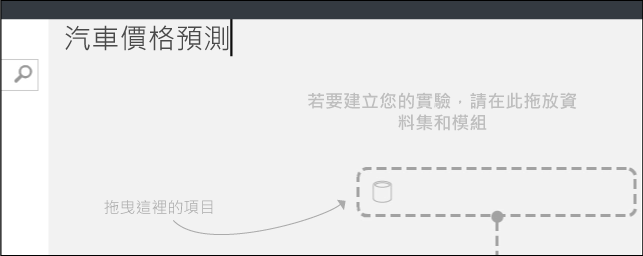 汽車價格預測
若要建立您的實驗，請在此拖放資
料集和模組
拖曳這裡的項目